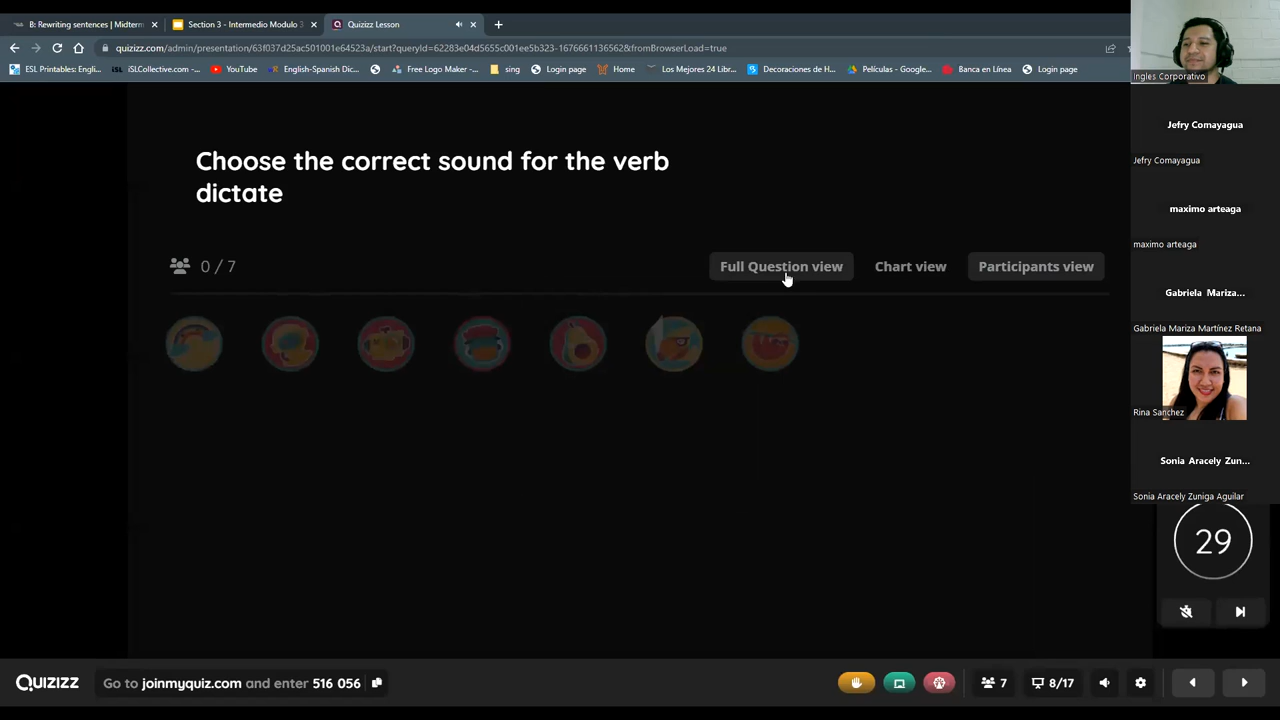 B: Rewriting sentences | Midterm
Section 3 - Intermedio Modulo 3
Quizizz Lesson
quizizz.com/admin/presentation/63f037d25ac501001e64523a/start?queryId=62283e04d5655c001ee5b323-1676661136562&fromBrowserLoad=true
ESL Printables: Engli...
iSLCollective.com -...
YouTube
English-Spanish Dic...
Free Logo Maker -...
sing
Login page
Home
Los Mejores 24 Libr...
Decoraciones de H...
Películas - Google...
Banca en Línea
Login page
Choose the correct sound for the verb
dictate
0 / 7
Full Question view
Chart view
Participants view
Ingles Corporativo
Jefry Comayagua
Jefry Comayagua
maximo arteaga
maximo arteaga
Gabriela Mariza...
Gabriela Mariza Martínez Retana
Rina Sanchez
Sonia Aracely Zun...
Sonia Aracely Zuniga Aguilar
29
Quizizz
Go to joinmyquiz.com and enter 516 056
7
8/17